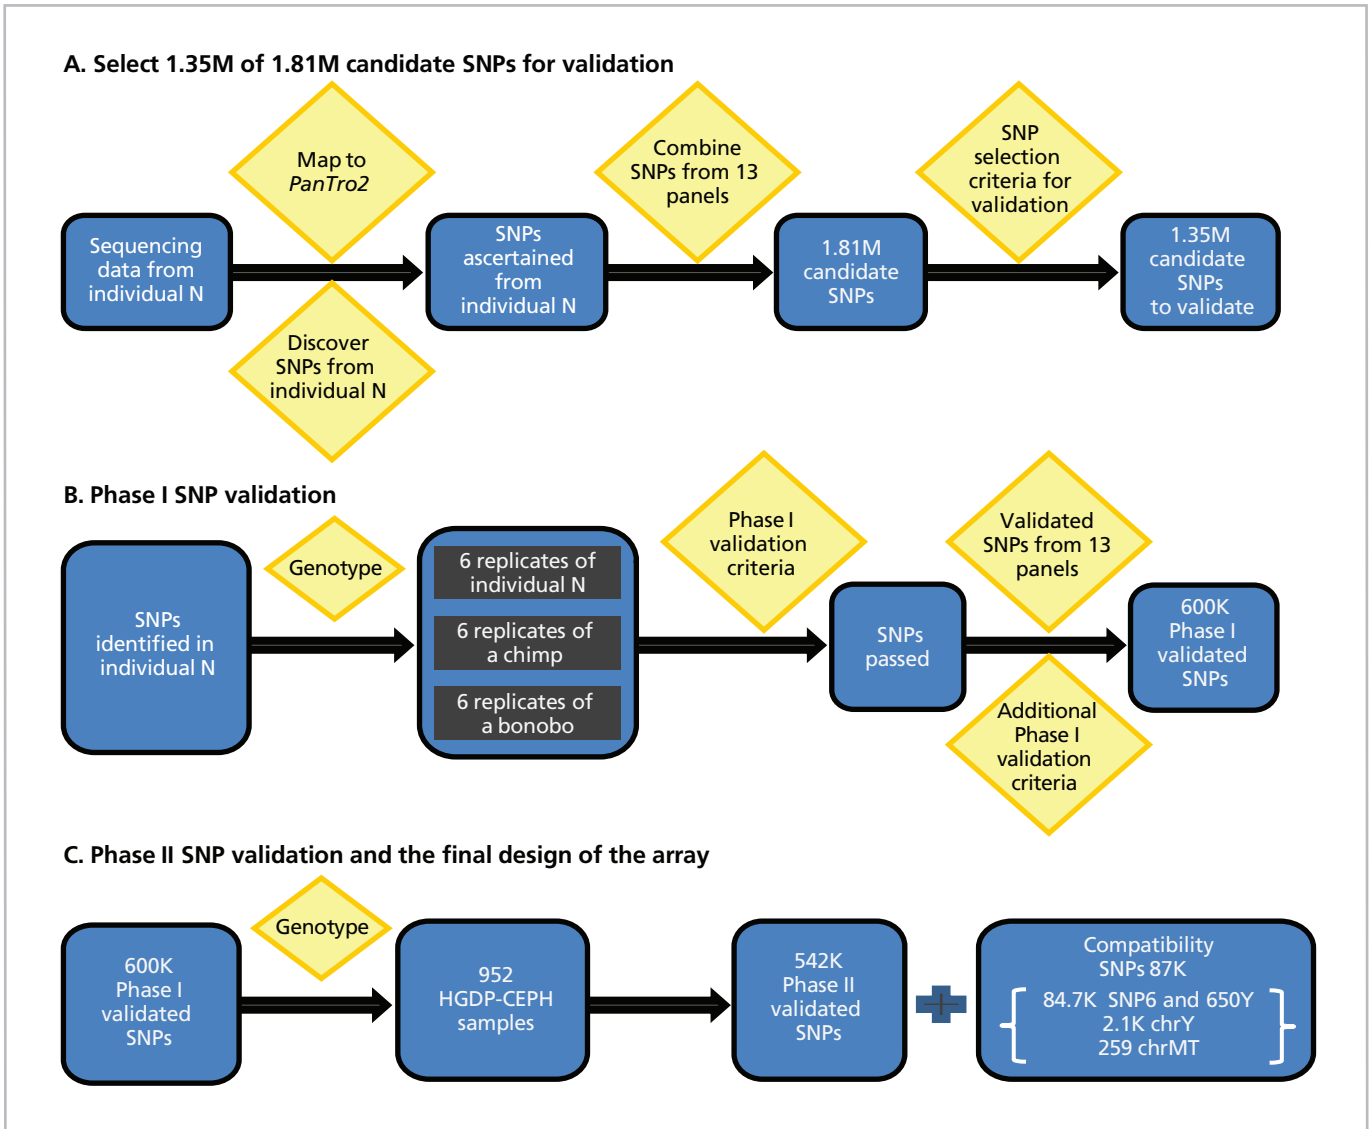 A. Select 1.35M of 1.81M candidate SNPs for validation
Map to
PanTro2
Combine
SNPs from 13
panels
SNP
selection
criteria for
validation
Sequencing
data from
individual N
SNPs
ascertained
from
individual N
1.81M
candidate
SNPs
1.35M
candidate
SNPs
to validate
Discover
SNPs from
individual N
B. Phase I SNP validation
Genotype
Phase I
validation
criteria
Validated
SNPs from 13
panels
SNPs
identified in
individual N
6 replicates of
individual N
6 replicates of
a chimp
6 replicates of
a bonobo
SNPs
passed
600K
Phase I
validated
SNPs
Additional
Phase I
validation
criteria
C. Phase II SNP validation and the final design of the array
Genotype
600K
Phase I
validated
SNPs
952
HGDP-CEPH
samples
542K
Phase II
validated
SNPs
Compatibility
SNPs 87K
84.7K SNP6 and 650Y
2.1K chrY
259 chrMT